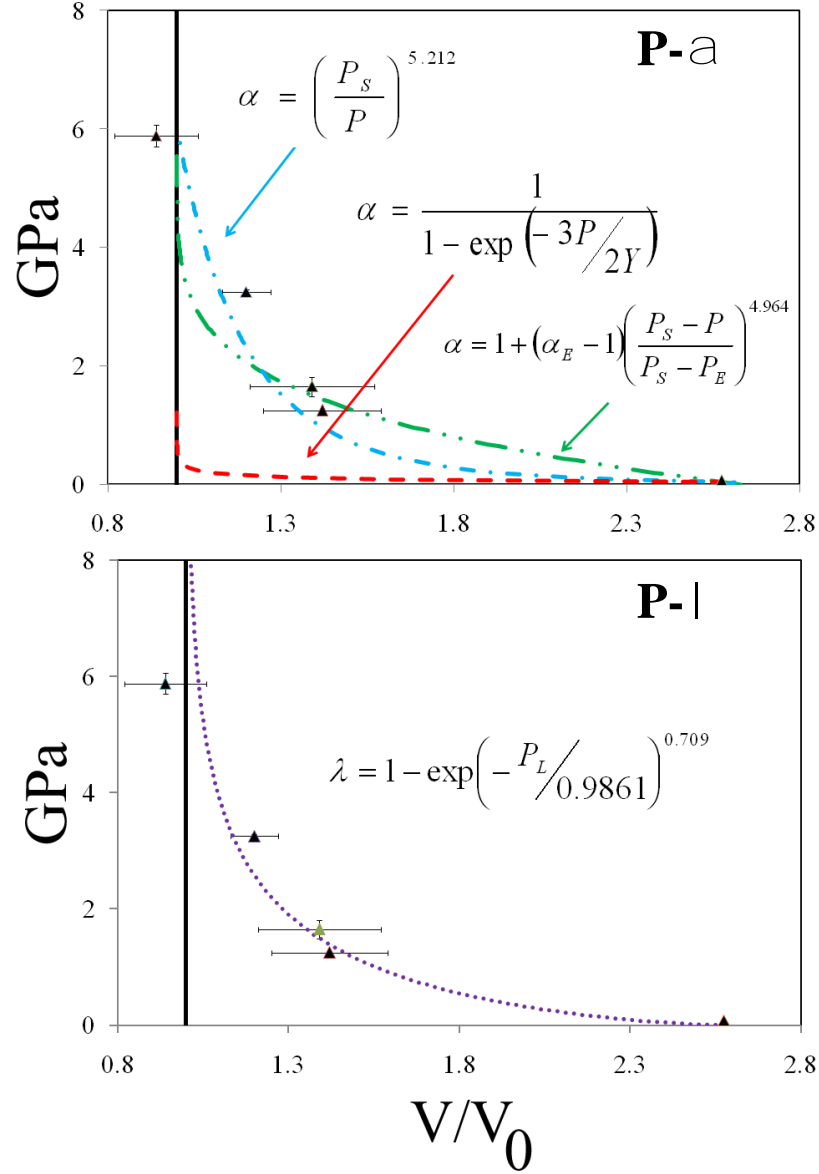 8
P-a
α = (P_S / P)^5.212
6
α = 1 / (1 - exp(-3P/2Y))
GPa
4
α = 1 + (α_E - 1)((P_S - P) / (P_S - P_E))^4.964
2
0
0.8 1.3 1.8 2.3 2.8
8
P-l
6
λ = 1 - exp(-P_L/0.9861)^0.709
GPa
4
2
0
0.8 1.3 1.8 2.3 2.8
V/V_0